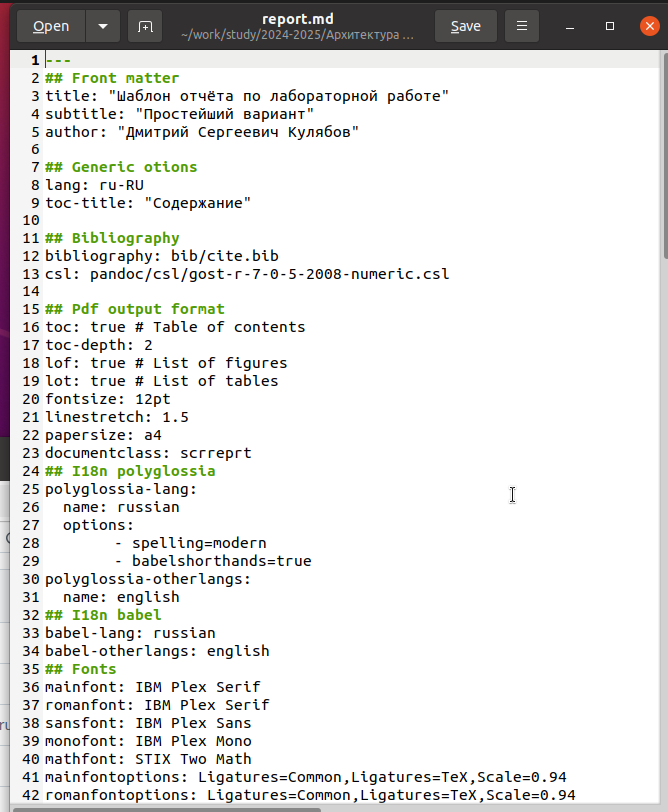 Open
report.md
~/work/study/2024-2025/Архитектура ...
Save
1 ---
2 ## Front matter
3 title: "Шаблон отчёта по лабораторной работе"
4 subtitle: "Простейший вариант"
5 author: "Дмитрий Сергеевич Кулябов"
6
7 ## Generic otions
8 lang: ru-RU
9 toc-title: "Содержание"
10
11 ## Bibliography
12 bibliography: bib/cite.bib
13 csl: pandoc/csl/gost-r-7-0-5-2008-numeric.csl
14
15 ## Pdf output format
16 toc: true # Table of contents
17 toc-depth: 2
18 lof: true # List of figures
19 lot: true # List of tables
20 fontsize: 12pt
21 linestretch: 1.5
22 papersize: a4
23 documentclass: scrreprt
24 ## I18n polyglossia
25 polyglossia-lang:
26   name: russian
27   options:
28         - spelling=modern
29         - babelshorthands=true
30 polyglossia-otherlangs:
31   name: english
32 ## I18n babel
33 babel-lang: russian
34 babel-otherlangs: english
35 ## Fonts
36 mainfont: IBM Plex Serif
37 romanfont: IBM Plex Serif
38 sansfont: IBM Plex Sans
39 monofont: IBM Plex Mono
40 mathfont: STIX Two Math
41 mainfontoptions: Ligatures=Common,Ligatures=TeX,Scale=0.94
42 romanfontoptions: Ligatures=Common,Ligatures=TeX,Scale=0.94